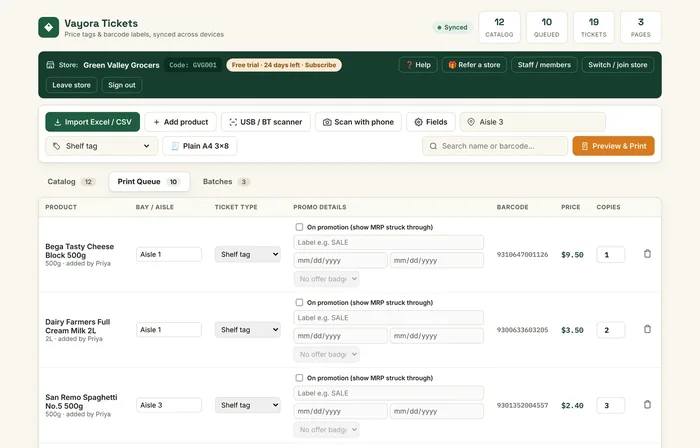 Vayora Tickets
Price tags & barcode labels, synced across devices
Synced
12
CATALOG
10
QUEUED
19
TICKETS
3
PAGES
Store: Green Valley Grocers Code: GVG001 Free trial · 24 days left · Subscribe
❓ Help
🎁 Refer a store
Staff / members
Switch / join store
Leave store
Sign out
Import Excel / CSV
+ Add product
USB / BT scanner
Scan with phone
Fields
Aisle 3
Shelf tag
🧾 Plain A4 3×8
Search name or barcode...
Preview & Print
Catalog 12
Print Queue 10
Batches 3
PRODUCT BAY / AISLE TICKET TYPE PROMO DETAILS BARCODE PRICE COPIES
Bega Tasty Cheese
Block 500g
500g · added by Priya
Aisle 1
Shelf tag
On promotion (show MRP struck through)
Label e.g. SALE
mm/dd/yyyy mm/dd/yyyy
No offer badge
9310647001126
$9.50
1
Dairy Farmers Full
Cream Milk 2L
2L · added by Priya
Aisle 1
Shelf tag
On promotion (show MRP struck through)
Label e.g. SALE
mm/dd/yyyy mm/dd/yyyy
No offer badge
9300633603205
$3.50
2
San Remo Spaghetti
No.5 500g
500g · added by Priya
Aisle 3
Shelf tag
On promotion (show MRP struck through)
Label e.g. SALE
mm/dd/yyyy mm/dd/yyyy
No offer badge
9301352004557
$2.40
3